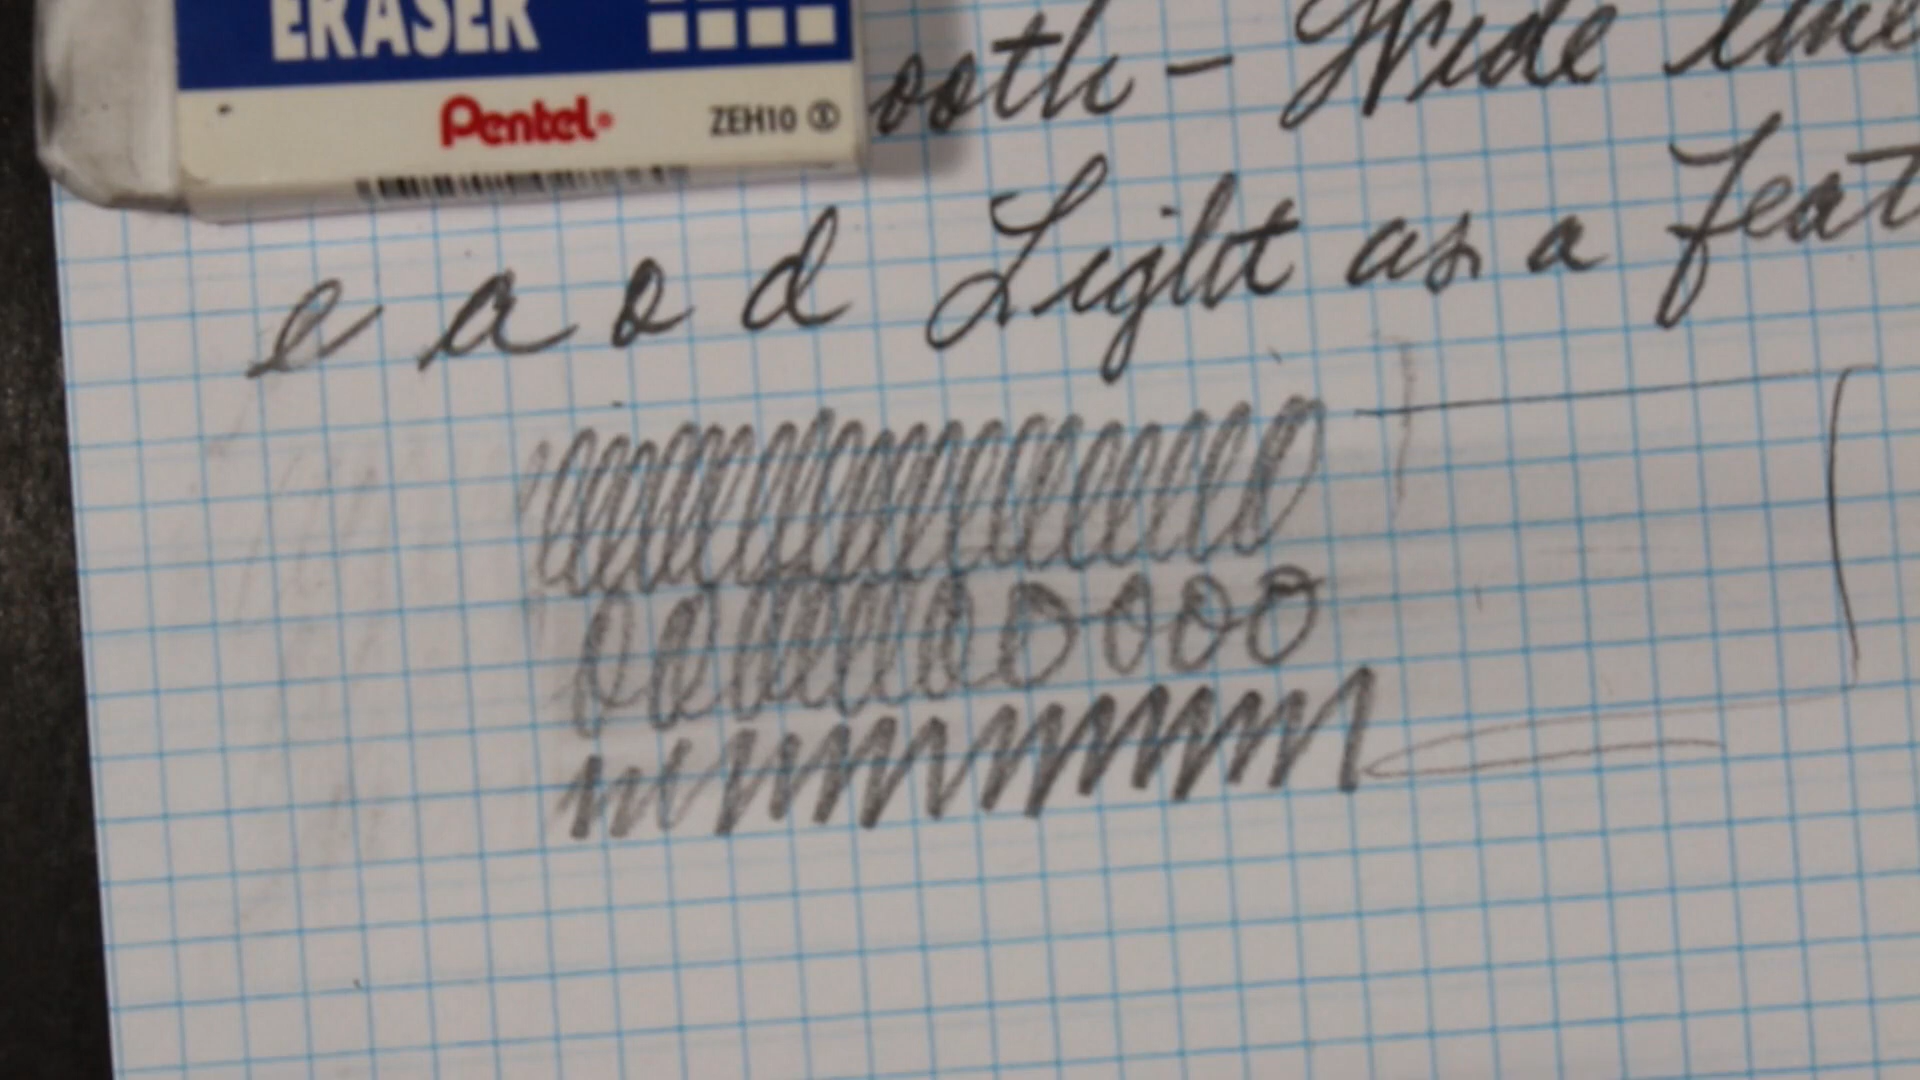 ERASER
Pentel® ZEH10 S
ooth - Wide line
e a o d Light as a feat